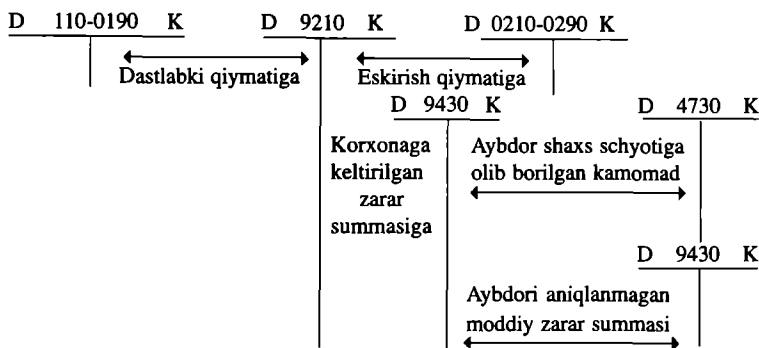 D 110-0190 K
D 9210 K
D 0210-0290 K
Dastlabki qiymatiga
Eskirish qiymatiga
D 9430 K
D 4730 K
Korxonaga
keltirilgan
zarar
summasiga
Aybdor shaxs schyotiga
olib borilgan kamomad
D 9430 K
Aybdori aniqlanmagan
moddiy zarar summasi